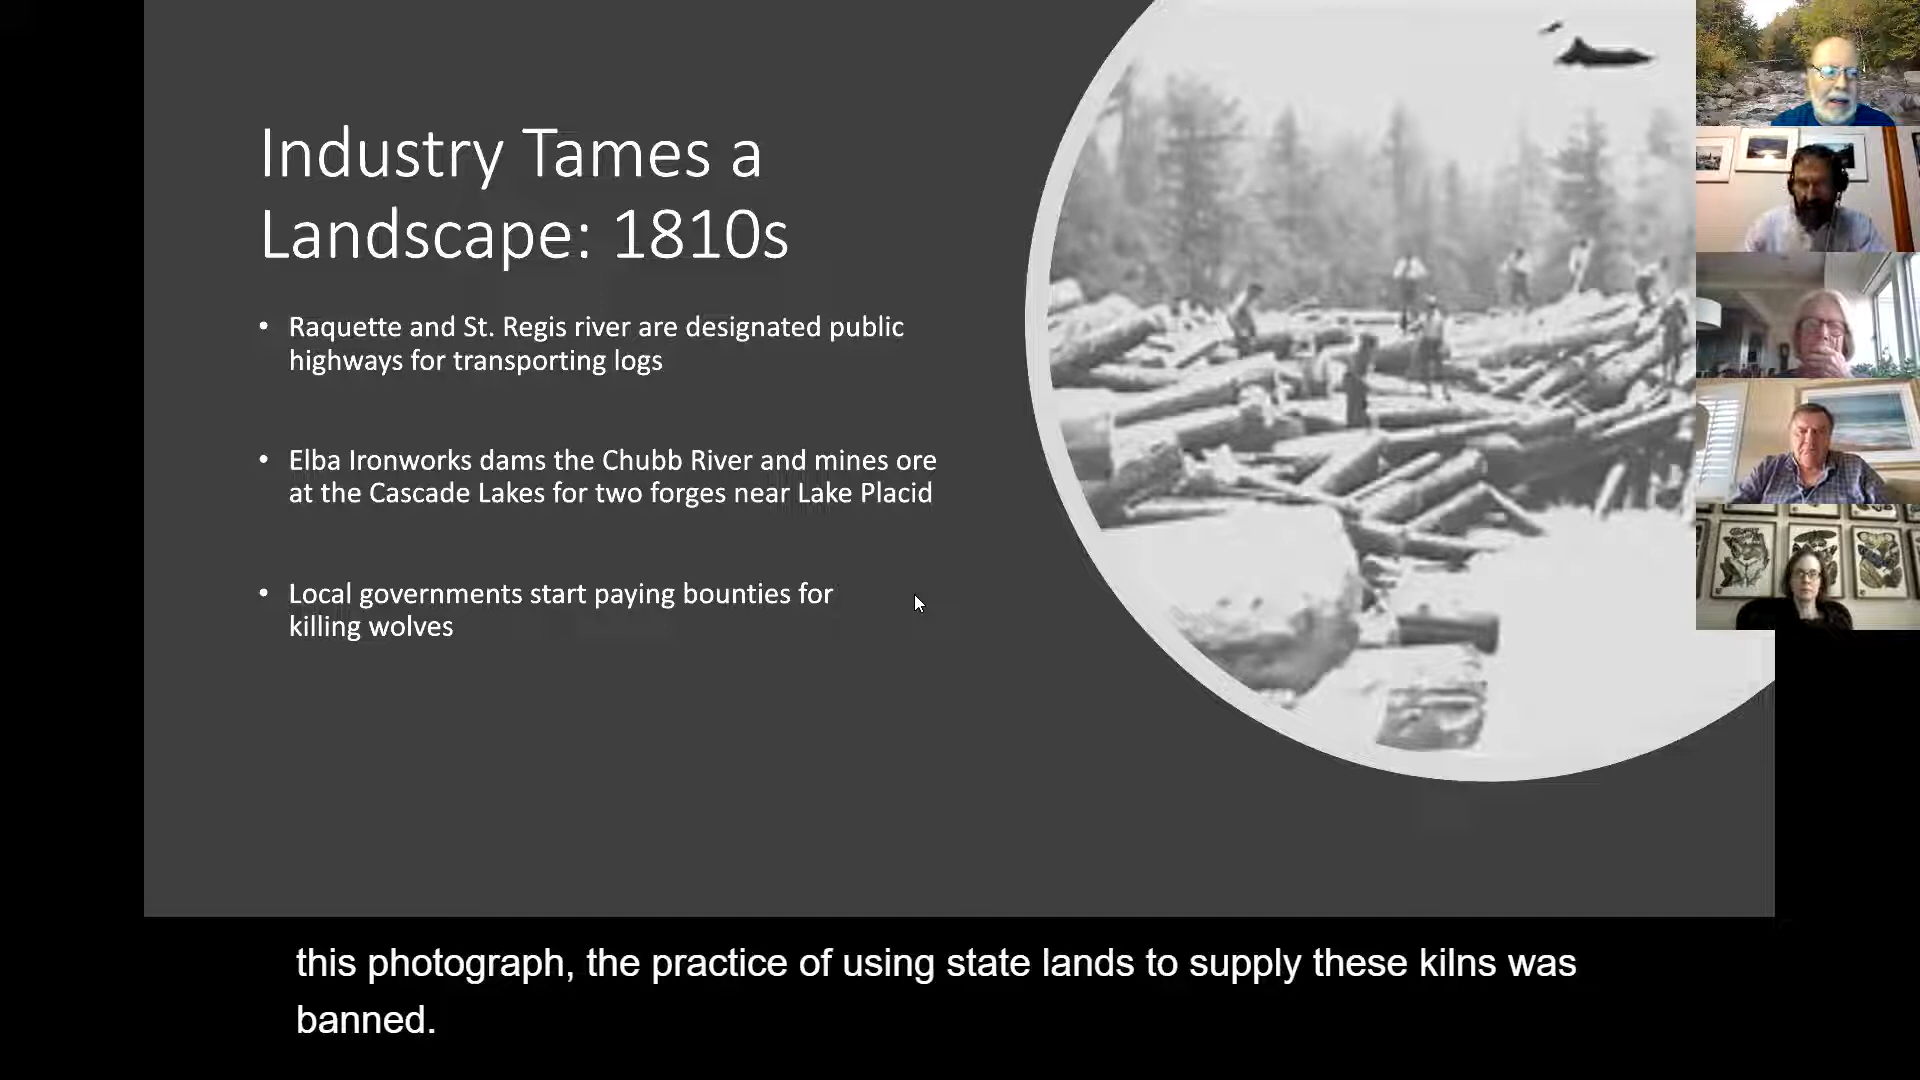 Industry Tames a
Landscape: 1810s
• Raquette and St. Regis river are designated public
highways for transporting logs
• Elba Ironworks dams the Chubb River and mines ore
at the Cascade Lakes for two forges near Lake Placid
• Local governments start paying bounties for
killing wolves
this photograph, the practice of using state lands to supply these kilns was
banned.